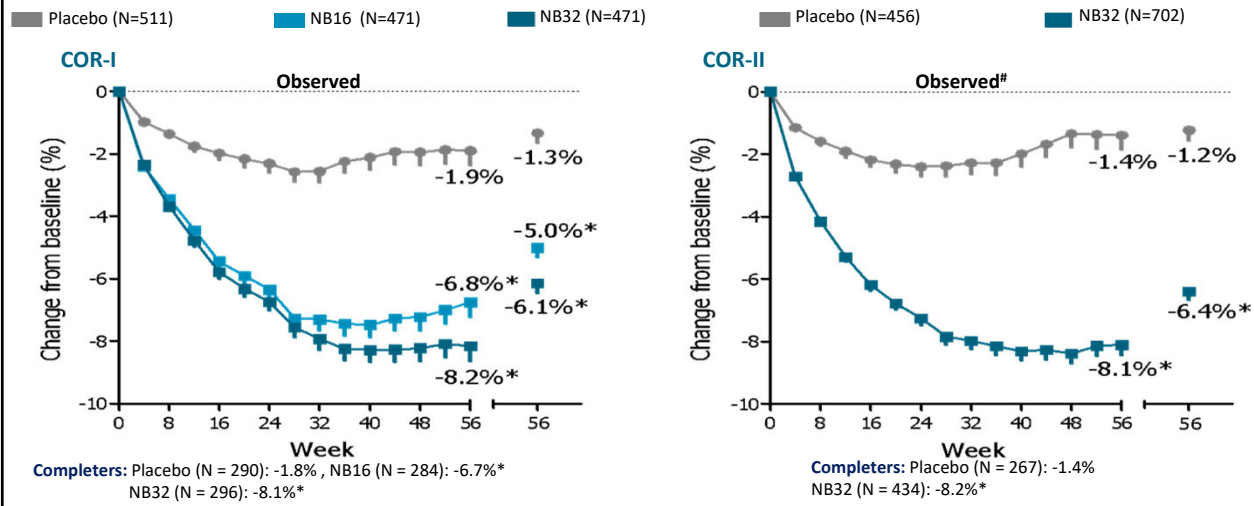 Placebo (N=511) NB16 (N=471) NB32 (N=471)
COR-I
Observed
Change from baseline (%)
0
-2
-4
-6
-8
-10
-1.9%
-1.3%
-5.0%*
-6.8%*
-6.1%*
-8.2%*
0 8 16 24 32 40 48 56 56
Week
Completers: Placebo (N = 290): -1.8% , NB16 (N = 284): -6.7%*
NB32 (N = 296): -8.1%*
Placebo (N=456) NB32 (N=702)
COR-II
Observed#
Change from baseline (%)
0
-2
-4
-6
-8
-10
-1.4%
-1.2%
-6.4%*
-8.1%*
0 8 16 24 32 40 48 56 56
Week
Completers: Placebo (N = 267): -1.4%
NB32 (N = 434): -8.2%*